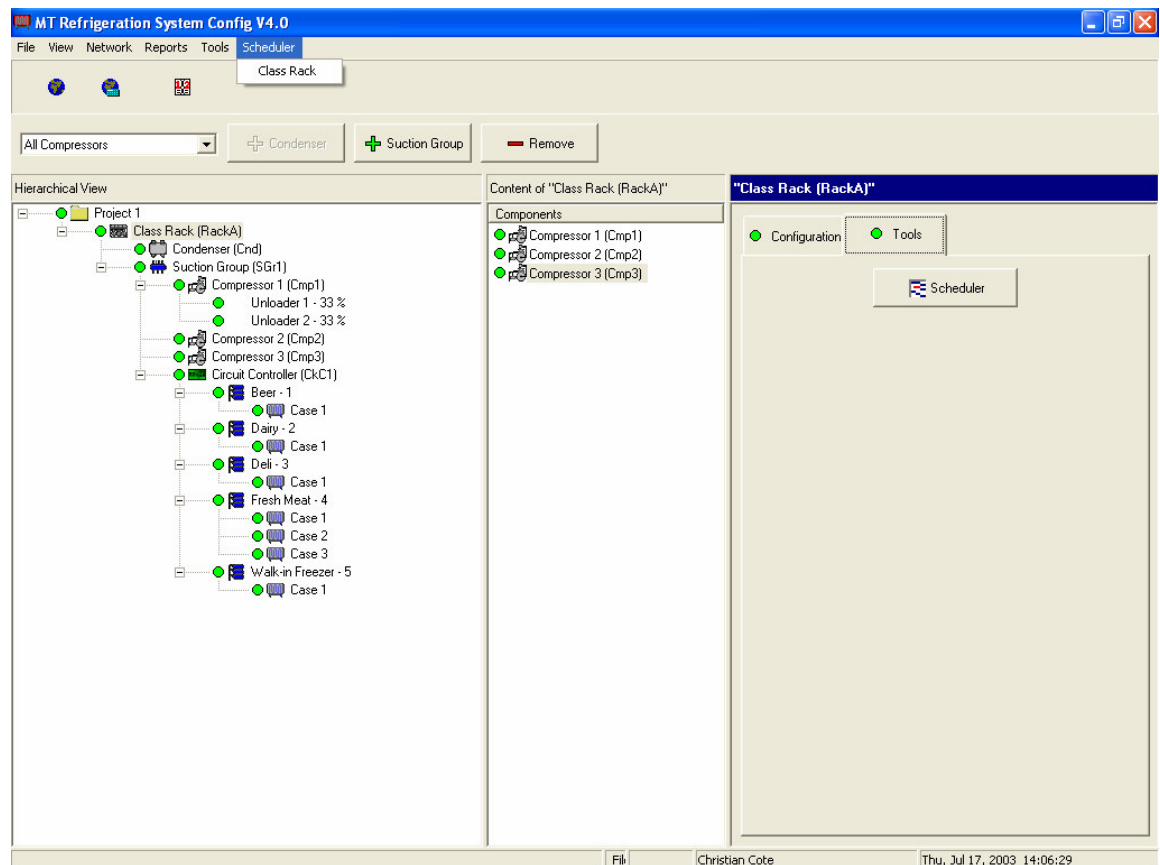 MT Refrigeration System Config V4.0
File View Network Reports Tools Scheduler
Class Rack
All Compressors
Condenser
Suction Group
Remove
Hierarchical View
Project 1
Class Rack (RackA)
Condenser (Cnd)
Suction Group (SGr1)
Compressor 1 (Cmp1)
Unloader 1 - 33 %
Unloader 2 - 33 %
Compressor 2 (Cmp2)
Compressor 3 (Cmp3)
Circuit Controller (CkC1)
Beer - 1
Case 1
Dairy - 2
Case 1
Deli - 3
Case 1
Fresh Meat - 4
Case 1
Case 2
Case 3
Walk-in Freezer - 5
Case 1
Content of "Class Rack (RackA)"
Components
Compressor 1 (Cmp1)
Compressor 2 (Cmp2)
Compressor 3 (Cmp3)
"Class Rack (RackA)"
Configuration
Tools
Scheduler
Christian Cote
Thu, Jul 17, 2003 14:06:29